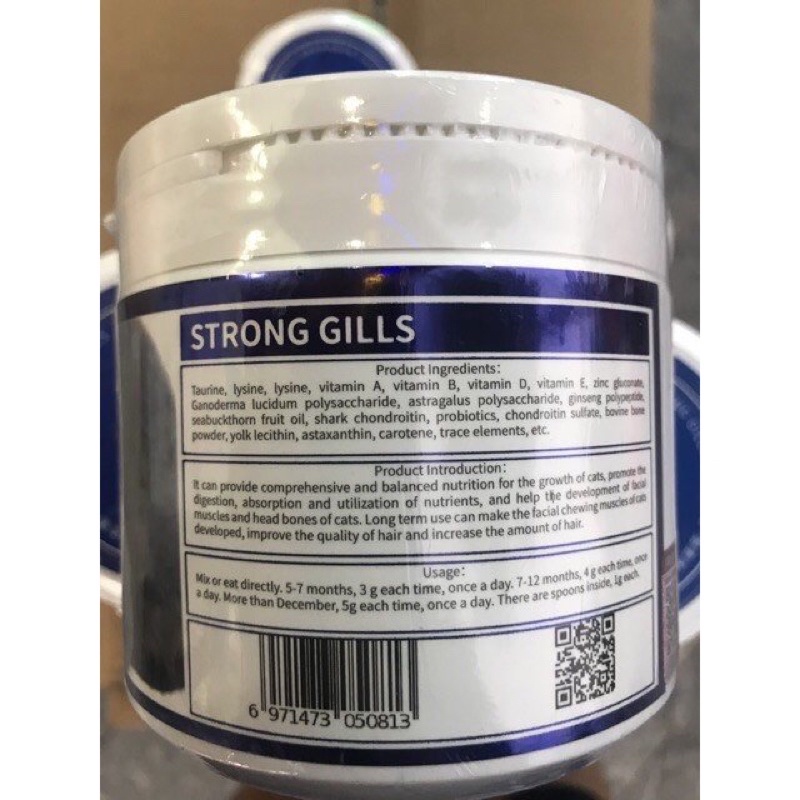 STRONG GILLS
Product Ingredients:
Taurine, lysine, lysine, vitamin A, vitamin B, vitamin D, vitamin E, zinc gluconate,
Ganoderma lucidum polysaccharide, astragalus polysaccharide, ginseng polypeptide,
seabuckthorn fruit oil, shark chondroitin, probiotics, chondroitin sulfate, bovine bone
powder, yolk lecithin, astaxanthin, carotene, trace elements, etc.
Product Introduction:
It can provide comprehensive and balanced nutrition for the growth of cats, promote the
digestion, absorption and utilization of nutrients, and help the development of facial
muscles and head bones of cats. Long term use can make the facial chewing muscles of cats
developed, improve the quality of hair and increase the amount of hair.
Usage:
Mix or eat directly. 5-7 months, 3 g each time, once a day. 7-12 months, 4 g each time, once
a day. More than December, 5g each time, once a day. There are spoons inside, 1g each.
6 971473 050813